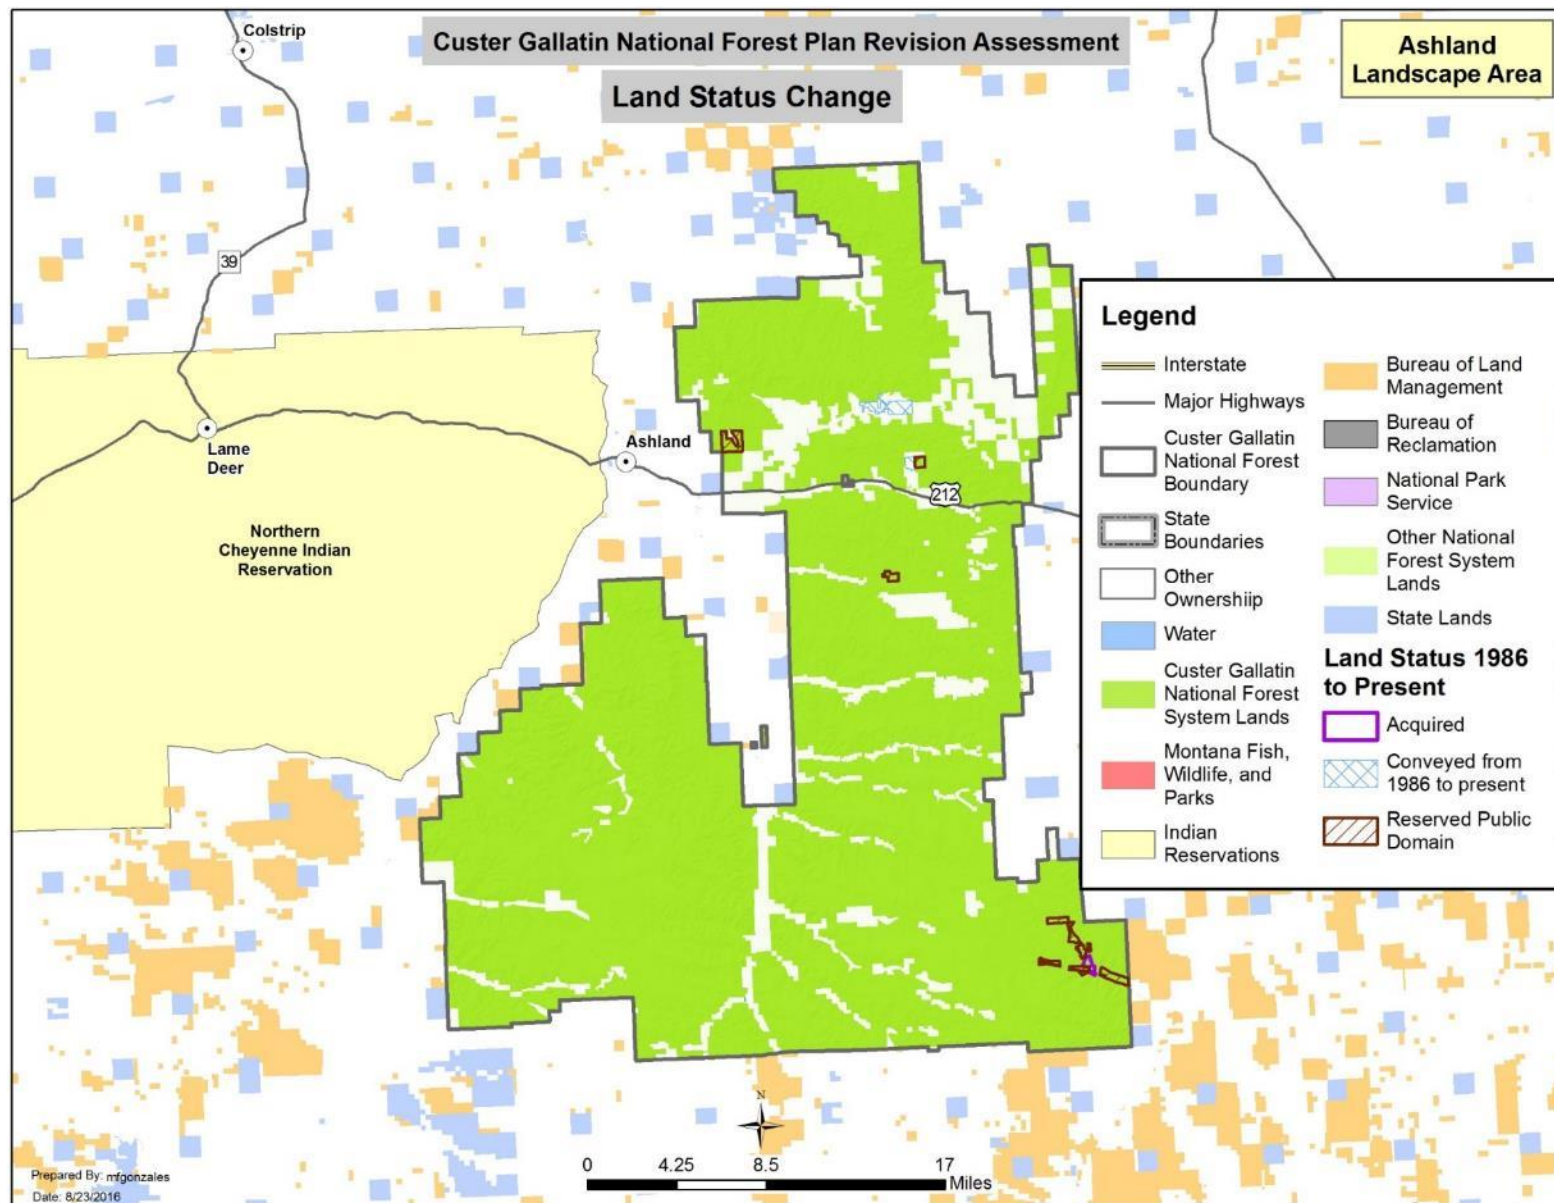 Custer Gallatin National Forest Plan Revision Assessment
Land Status Change
Ashland
Landscape Area
Colstrip
39
Lame
Deer
Ashland
212
Northern
Cheyenne Indian
Reservation
Legend
Interstate
Major Highways
Custer Gallatin
National Forest
Boundary
State
Boundaries
Other
Ownershiip
Water
Custer Gallatin
National Forest
System Lands
Montana Fish,
Wildlife, and
Parks
Indian
Reservations
Bureau of Land
Management
Bureau of
Reclamation
National Park
Service
Other National
Forest System
Lands
State Lands
Land Status 1986
to Present
Acquired
Conveyed from
1986 to present
Reserved Public
Domain
N
0 4.25 8.5 17
Miles
Prepared By: mfgonzales
Date: 8/23/2016